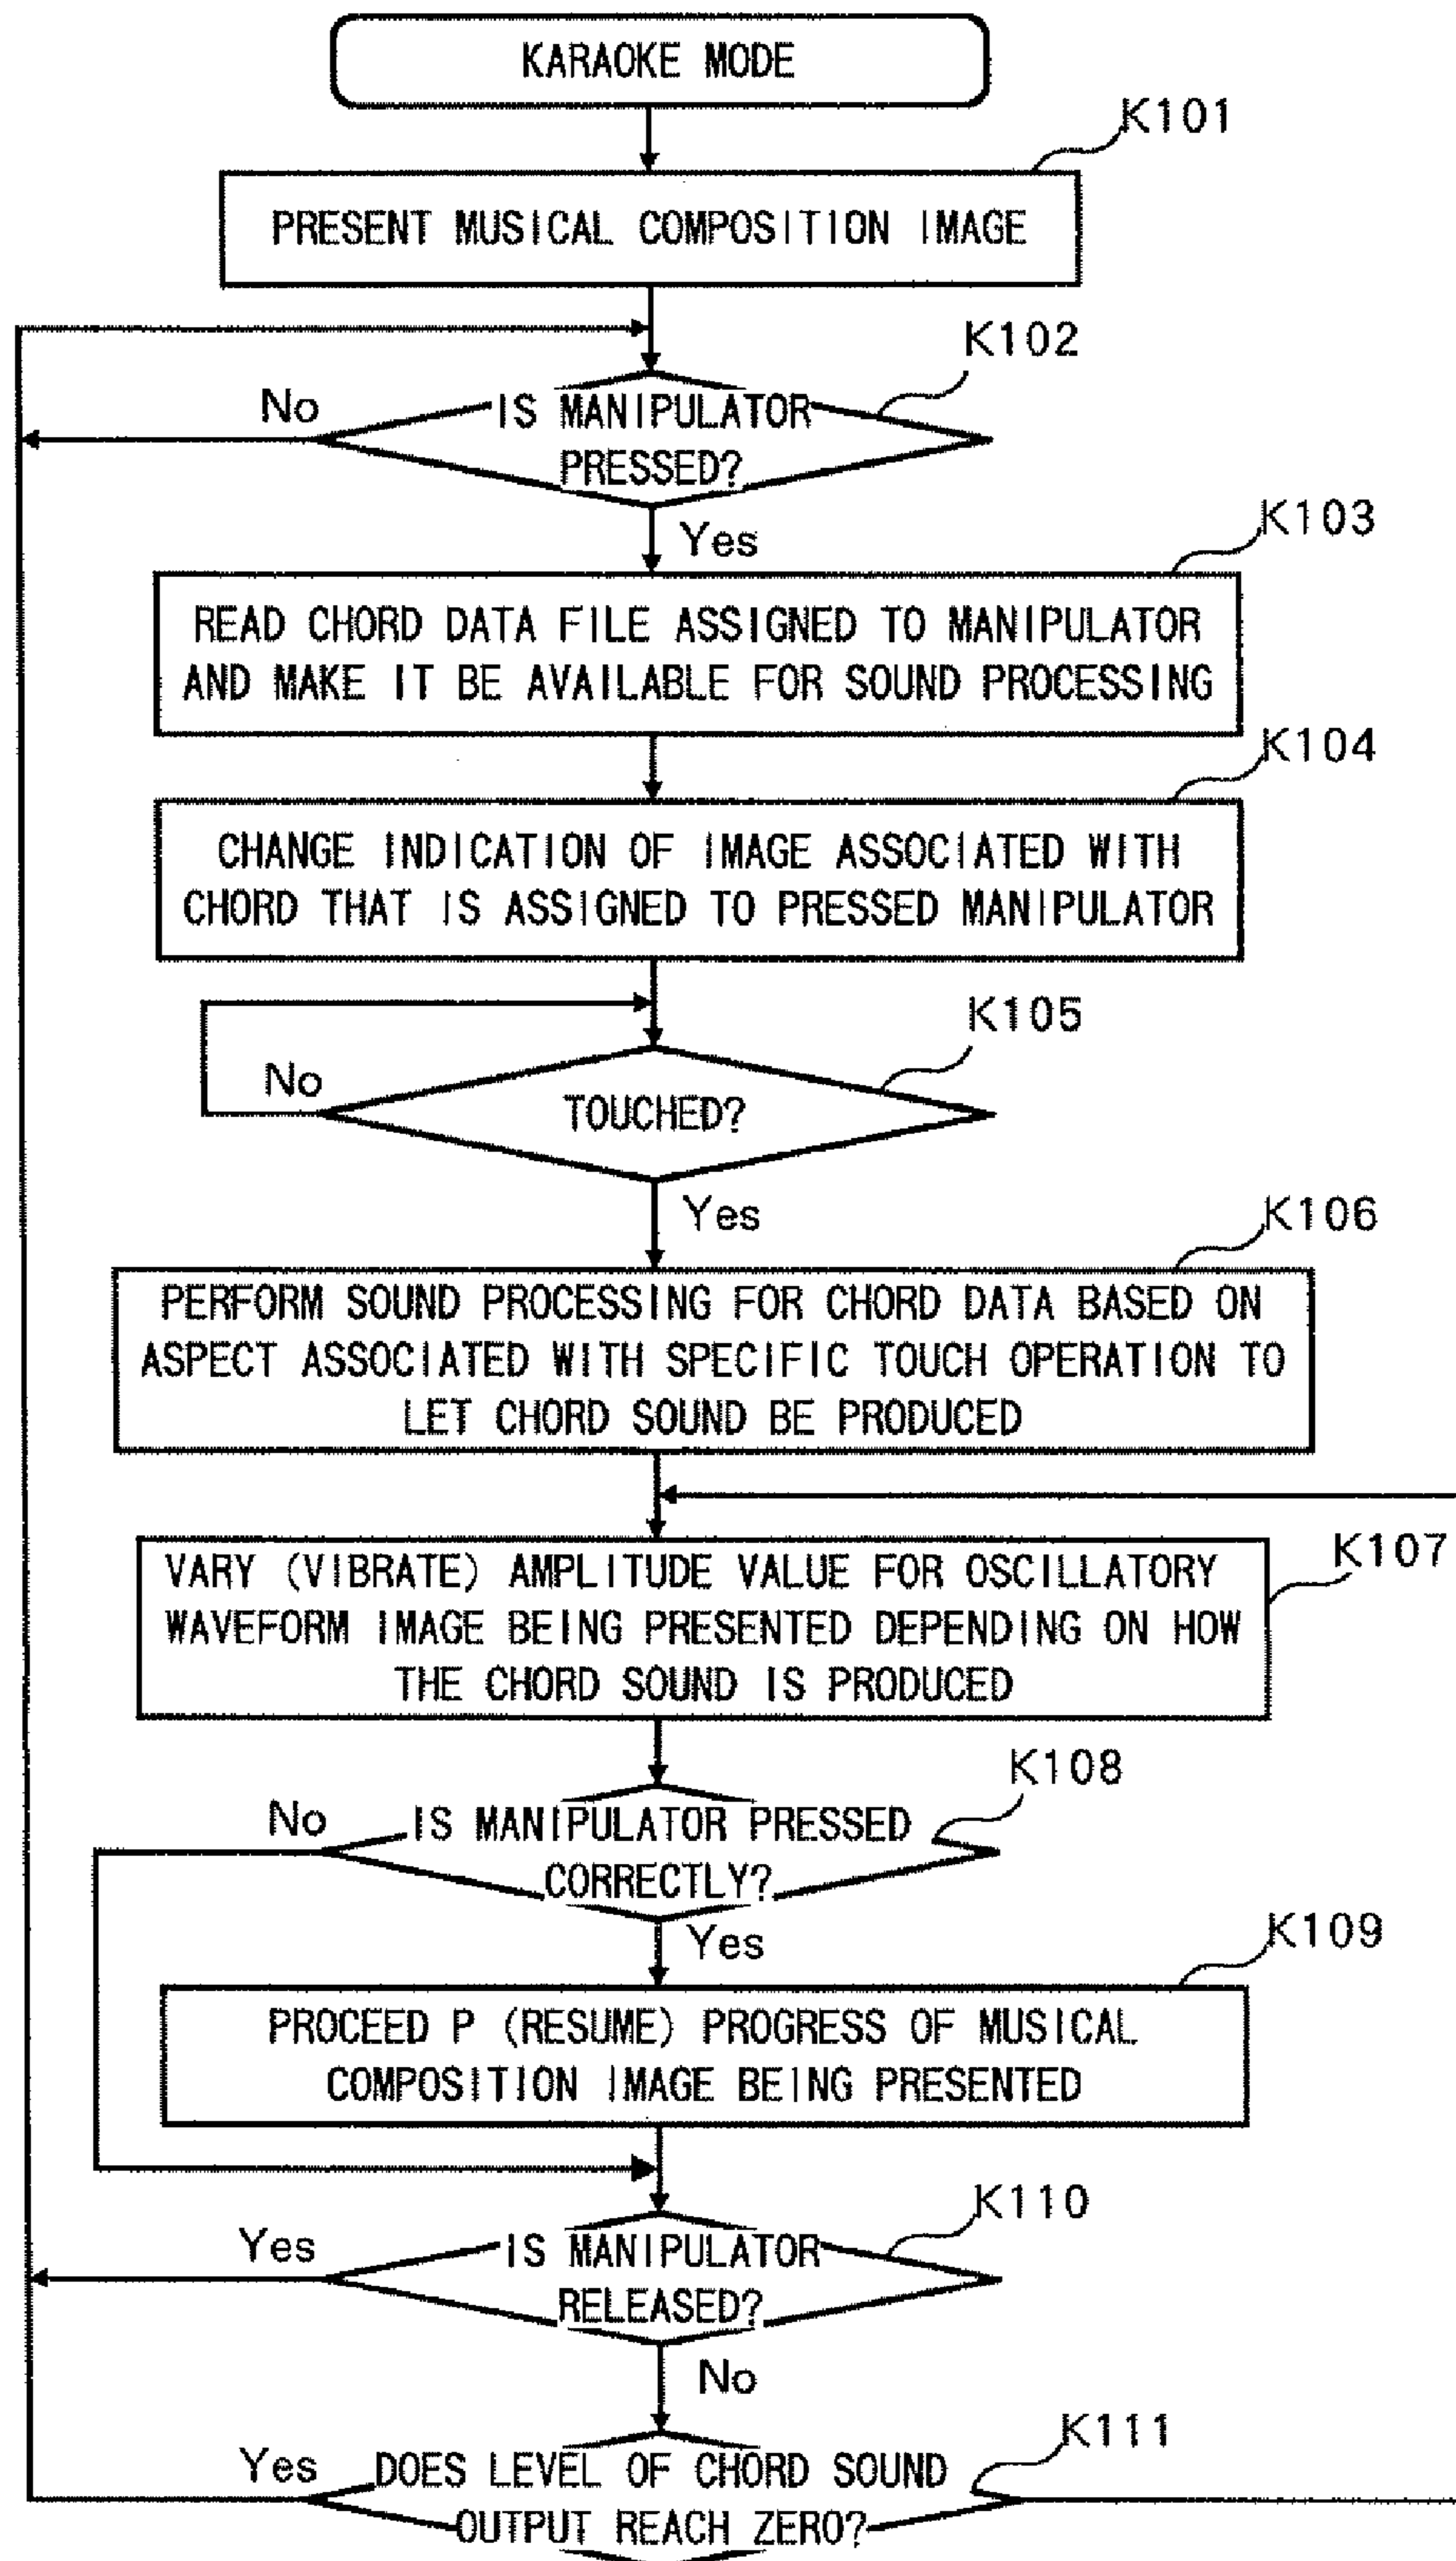 KARAOKE MODE
K101
PRESENT MUSICAL COMPOSITION IMAGE
K102
No
IS MANIPULATOR
PRESSED?
Yes
K103
READ CHORD DATA FILE ASSIGNED TO MANIPULATOR
AND MAKE IT BE AVAILABLE FOR SOUND PROCESSING
K104
CHANGE INDICATION OF IMAGE ASSOCIATED WITH
CHORD THAT IS ASSIGNED TO PRESSED MANIPULATOR
K105
No
TOUCHED?
Yes
K106
PERFORM SOUND PROCESSING FOR CHORD DATA BASED ON
ASPECT ASSOCIATED WITH SPECIFIC TOUCH OPERATION TO
LET CHORD SOUND BE PRODUCED
K107
VARY (VIBRATE) AMPLITUDE VALUE FOR OSCILLATORY
WAVEFORM IMAGE BEING PRESENTED DEPENDING ON HOW
THE CHORD SOUND IS PRODUCED
K108
No
IS MANIPULATOR PRESSED
CORRECTLY?
Yes
K109
PROCEED P (RESUME) PROGRESS OF MUSICAL
COMPOSITION IMAGE BEING PRESENTED
K110
Yes
IS MANIPULATOR
RELEASED?
No
K111
Yes
DOES LEVEL OF CHORD SOUND
OUTPUT REACH ZERO?